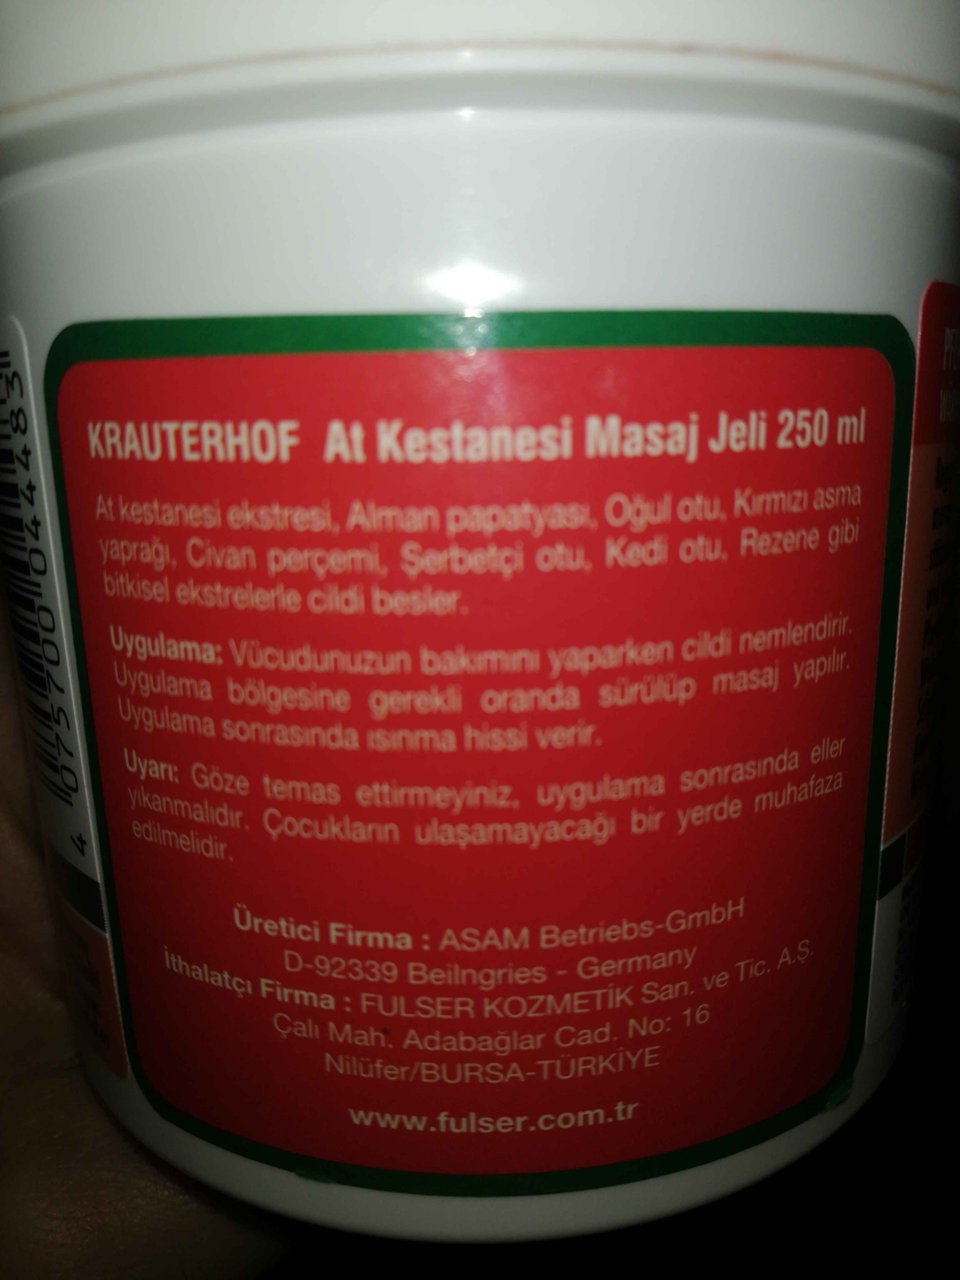 KRAUTERHOF At Kestanesi Masaj Jeli 250 ml
At kestanesi ekstresi, Alman papatyası, Oğul otu, Kırmızı asma
yaprağı, Civan perçemi, Şerbetçi otu, Kedi otu, Rezene gibi
bitkisel ekstrelerle cildi besler.
Uygulama: Vücudunuzun bakımını yaparken cildi nemlendirir.
Uygulama bölgesine gerekli oranda sürülüp masaj yapılır.
Uygulama sonrasında ısınma hissi verir.
Uyarı: Göze temas ettirmeyiniz, uygulama sonrasında eller
yıkanmalıdır. Çocukların ulaşamayacağı bir yerde muhafaza
edilmelidir.
Üretici Firma : ASAM Betriebs-GmbH
D-92339 Beilngries - Germany
İthalatçı Firma : FULSER KOZMETİK San. ve Tic. A.Ş.
Çalı Mah. Adabağlar Cad. No: 16
Nilüfer/BURSA-TÜRKİYE
www.fulser.com.tr
4 075700 044483